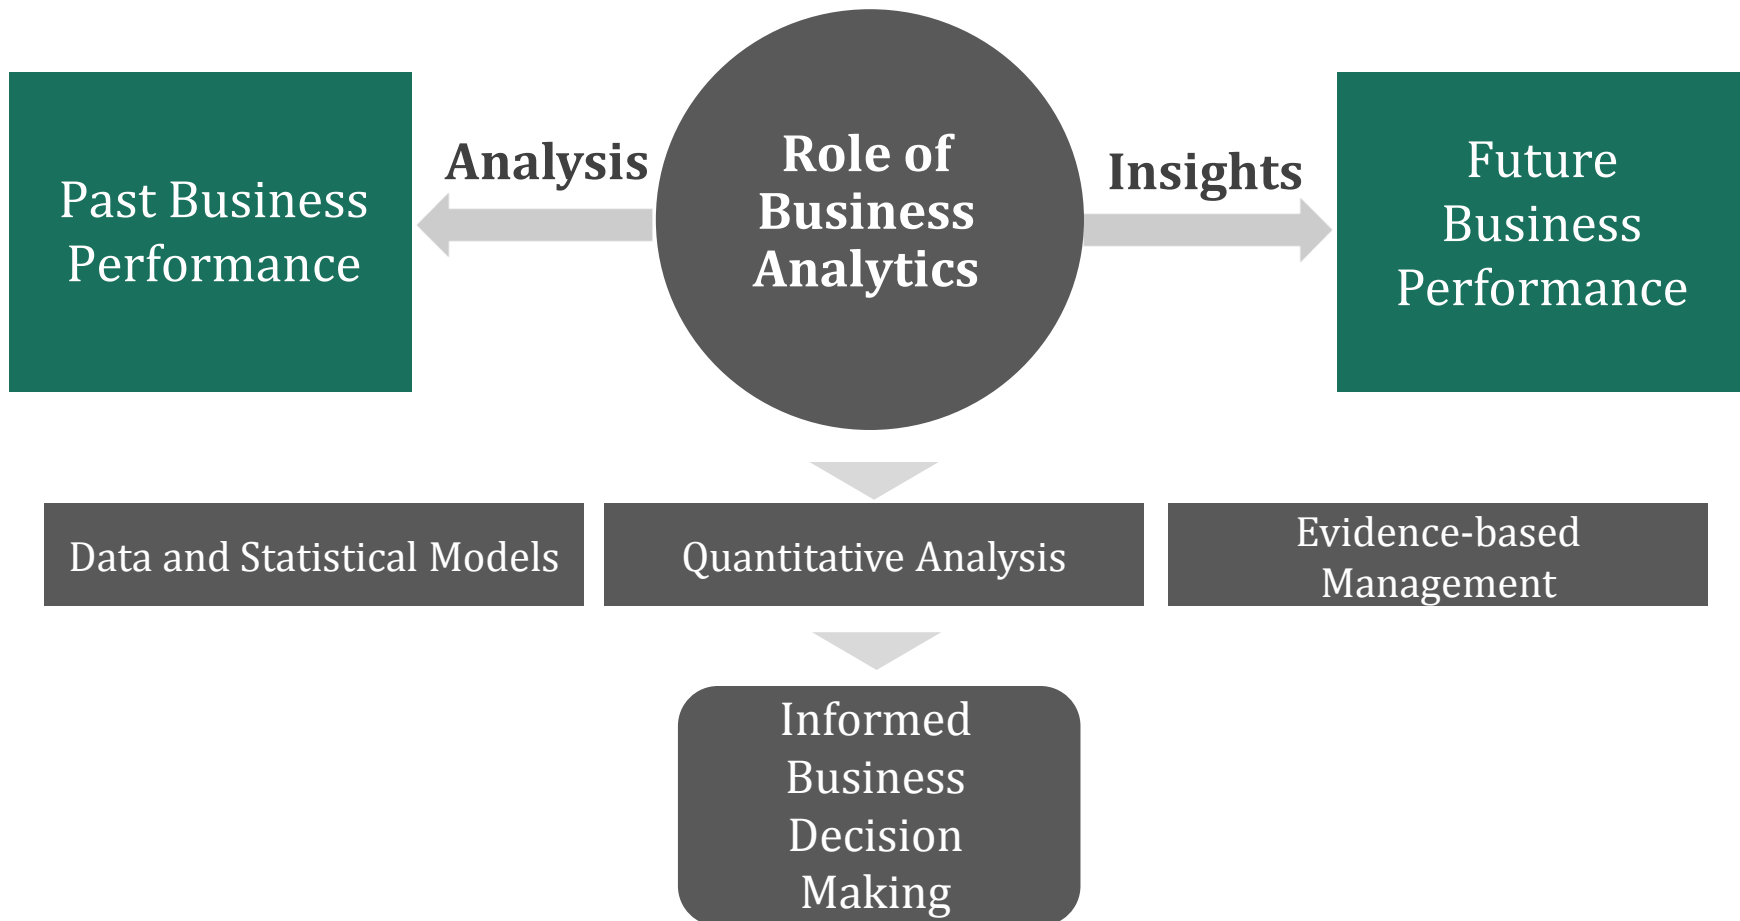 Past Business
Performance
Analysis
Role of
Business
Analytics
Insights
Future
Business
Performance
Data and Statistical Models
Quantitative Analysis
Evidence-based
Management
Informed
Business
Decision
Making